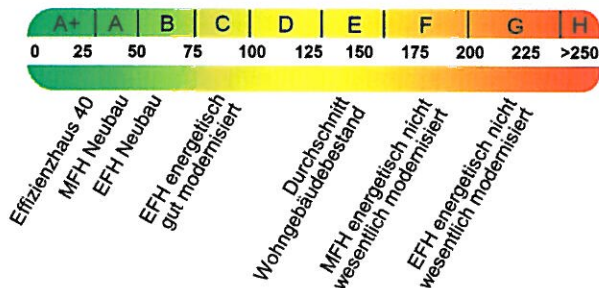 A+ A B C D E F G H
0 25 50 75 100 125 150 175 200 225 >250
Effizienzhaus 40
MFH Neubau
EFH Neubau
EFH energetisch
gut modernisiert
Durchschnitt
Wohngebäudebestand
MFH energetisch nicht
wesentlich modernisiert
EFH energetisch nicht
wesentlich modernisiert